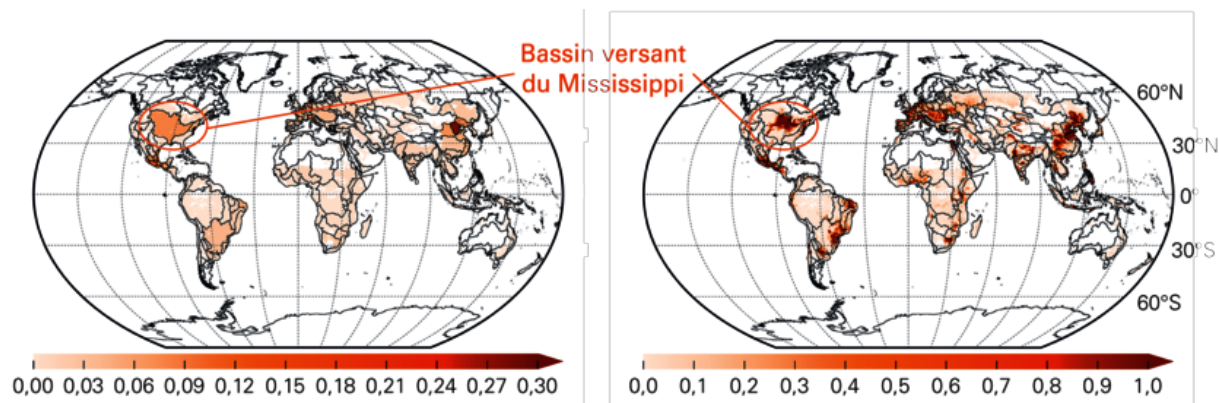 Bassin versant
du Mississippi
60°N
30°N
0°
30°S
60°S
0,00 0,03 0,06 0,09 0,12 0,15 0,18 0,21 0,24 0,27 0,30
0,0 0,1 0,2 0,3 0,4 0,5 0,6 0,7 0,8 0,9 1,0